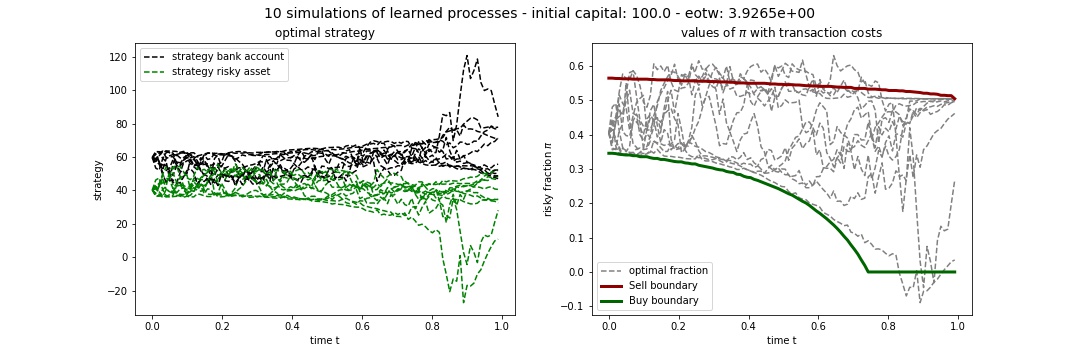 10 simulations of learned processes - initial capital: 100.0 - eotw: 3.9265e+00
optimal strategy
strategy bank account
strategy risky asset
strategy
120
100
80
60
40
20
0
−20
0.0 0.2 0.4 0.6 0.8 1.0
time t
values of π with transaction costs
risky fraction π
0.6
0.5
0.4
0.3
0.2
0.1
0.0
−0.1
optimal fraction
Sell boundary
Buy boundary
0.0 0.2 0.4 0.6 0.8 1.0
time t